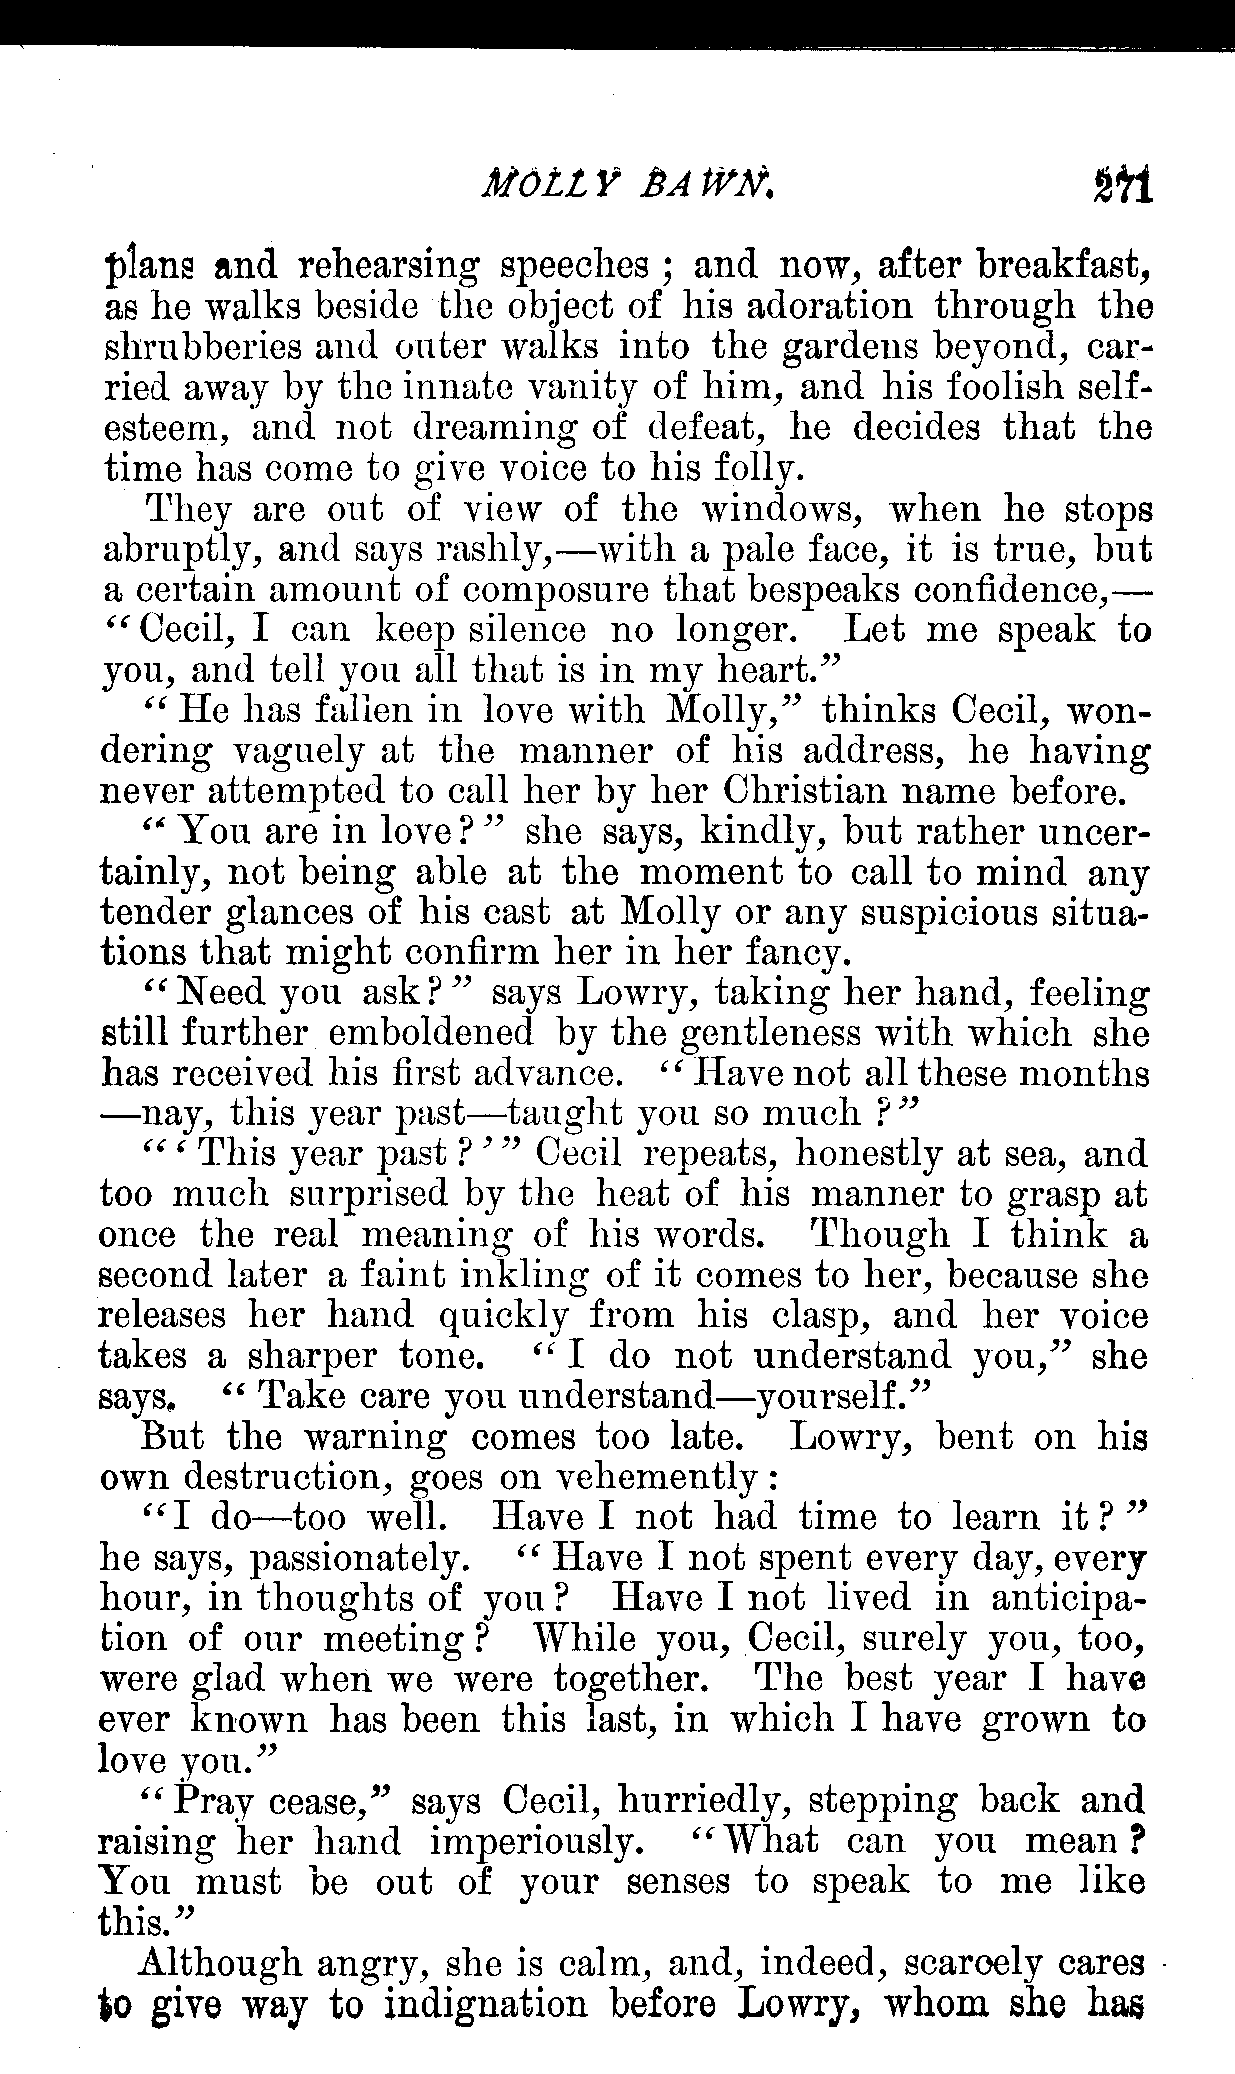 MOLLY BAWN. 271
plans and rehearsing speeches ; and now, after breakfast,
as he walks beside the object of his adoration through the
shrubberies and outer walks into the gardens beyond, car-
ried away by the innate vanity of him, and his foolish self-
esteem, and not dreaming of defeat, he decides that the
time has come to give voice to his folly.
They are out of view of the windows, when he stops
abruptly, and says rashly,—with a pale face, it is true, but
a certain amount of composure that bespeaks confidence,—
“Cecil, I can keep silence no longer. Let me speak to
you, and tell you all that is in my heart.”
“He has fallen in love with Molly,” thinks Cecil, won-
dering vaguely at the manner of his address, he having
never attempted to call her by her Christian name before.
“You are in love?” she says, kindly, but rather uncer-
tainly, not being able at the moment to call to mind any
tender glances of his cast at Molly or any suspicious situa-
tions that might confirm her in her fancy.
“Need you ask?” says Lowry, taking her hand, feeling
still further emboldened by the gentleness with which she
has received his first advance. “Have not all these months
—nay, this year past—taught you so much ?”
“‘This year past ?’” Cecil repeats, honestly at sea, and
too much surprised by the heat of his manner to grasp at
once the real meaning of his words. Though I think a
second later a faint inkling of it comes to her, because she
releases her hand quickly from his clasp, and her voice
takes a sharper tone. “I do not understand you,” she
says. “Take care you understand—yourself.”
But the warning comes too late. Lowry, bent on his
own destruction, goes on vehemently :
“I do—too well. Have I not had time to learn it ?”
he says, passionately. “Have I not spent every day, every
hour, in thoughts of you ? Have I not lived in anticipa-
tion of our meeting ? While you, Cecil, surely you, too,
were glad when we were together. The best year I have
ever known has been this last, in which I have grown to
love you.”
“Pray cease,” says Cecil, hurriedly, stepping back and
raising her hand imperiously. “What can you mean ?
You must be out of your senses to speak to me like
this.”
Although angry, she is calm, and, indeed, scarcely cares
to give way to indignation before Lowry, whom she has